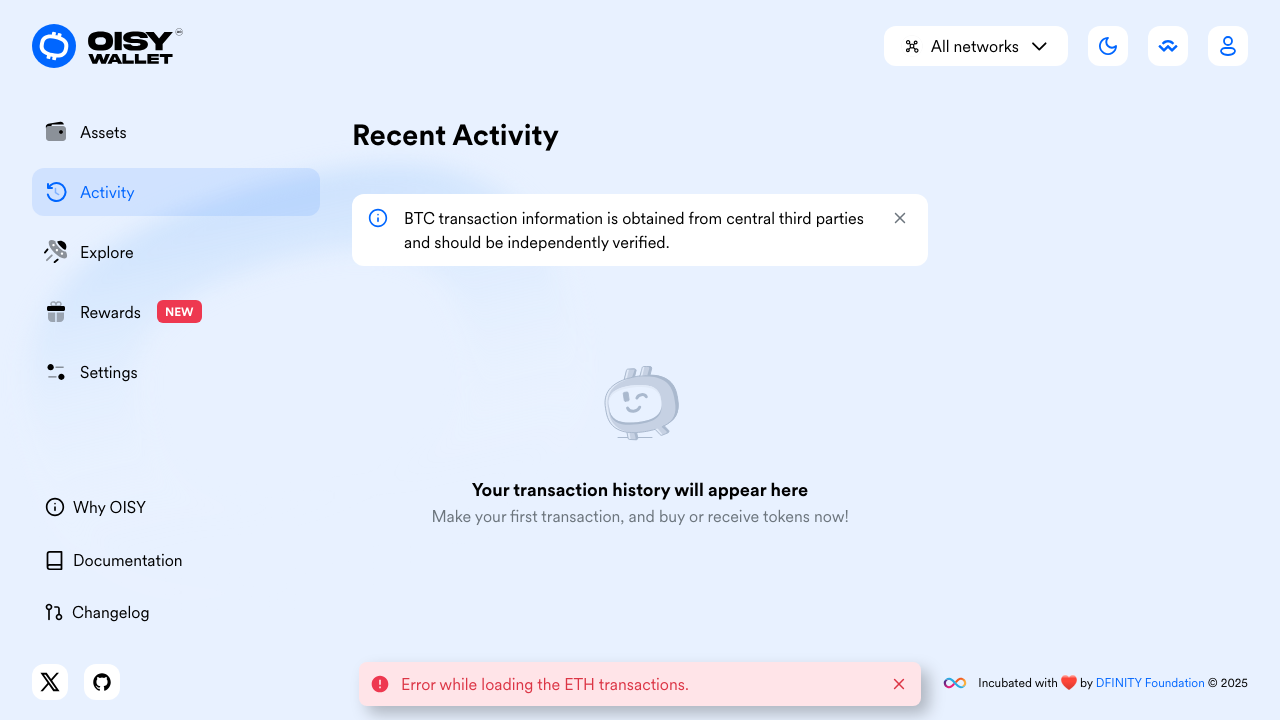 OISY
WALLET
All networks
Assets
Activity
Explore
Rewards NEW
Settings
Why OISY
Documentation
Changelog
Recent Activity
BTC transaction information is obtained from central third parties
and should be independently verified.
Your transaction history will appear here
Make your first transaction, and buy or receive tokens now!
Error while loading the ETH transactions.
Incubated with ❤️ by DFINITY Foundation © 2025